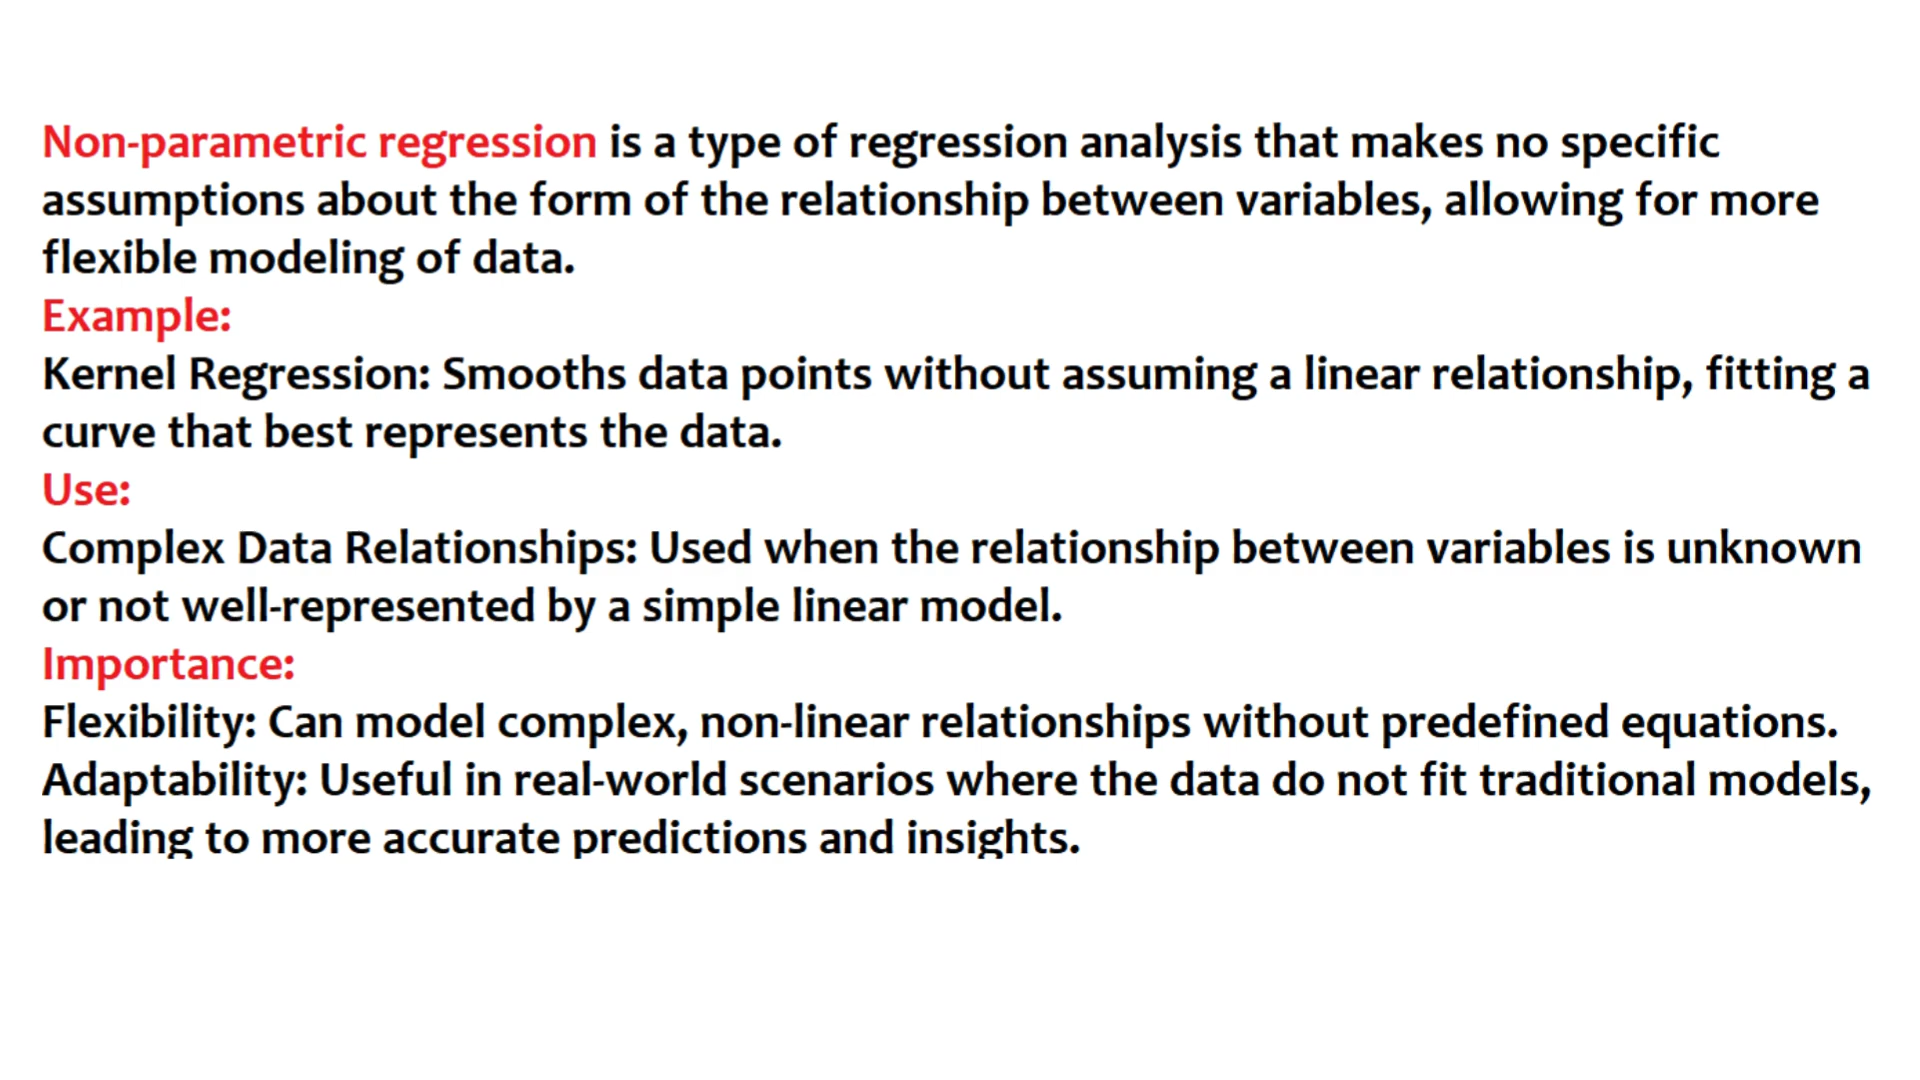 Non-parametric regression is a type of regression analysis that makes no specific
assumptions about the form of the relationship between variables, allowing for more
flexible modeling of data.
Example:
Kernel Regression: Smooths data points without assuming a linear relationship, fitting a
curve that best represents the data.
Use:
Complex Data Relationships: Used when the relationship between variables is unknown
or not well-represented by a simple linear model.
Importance:
Flexibility: Can model complex, non-linear relationships without predefined equations.
Adaptability: Useful in real-world scenarios where the data do not fit traditional models,
leading to more accurate predictions and insights.